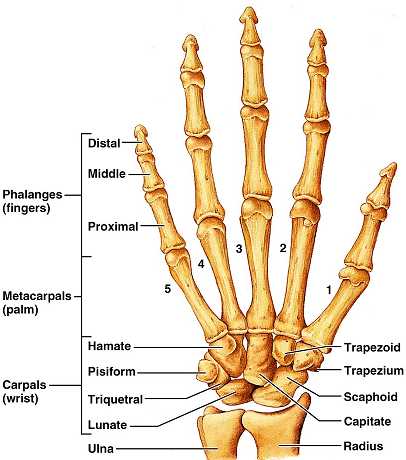 Distal
Middle
Phalanges
(fingers)
Proximal
3
2
4
5
1
Metacarpals
(palm)
Hamate
Trapezoid
Pisiform
Trapezium
Carpals
(wrist)
Triquetral
Scaphoid
Lunate
Capitate
Ulna
Radius